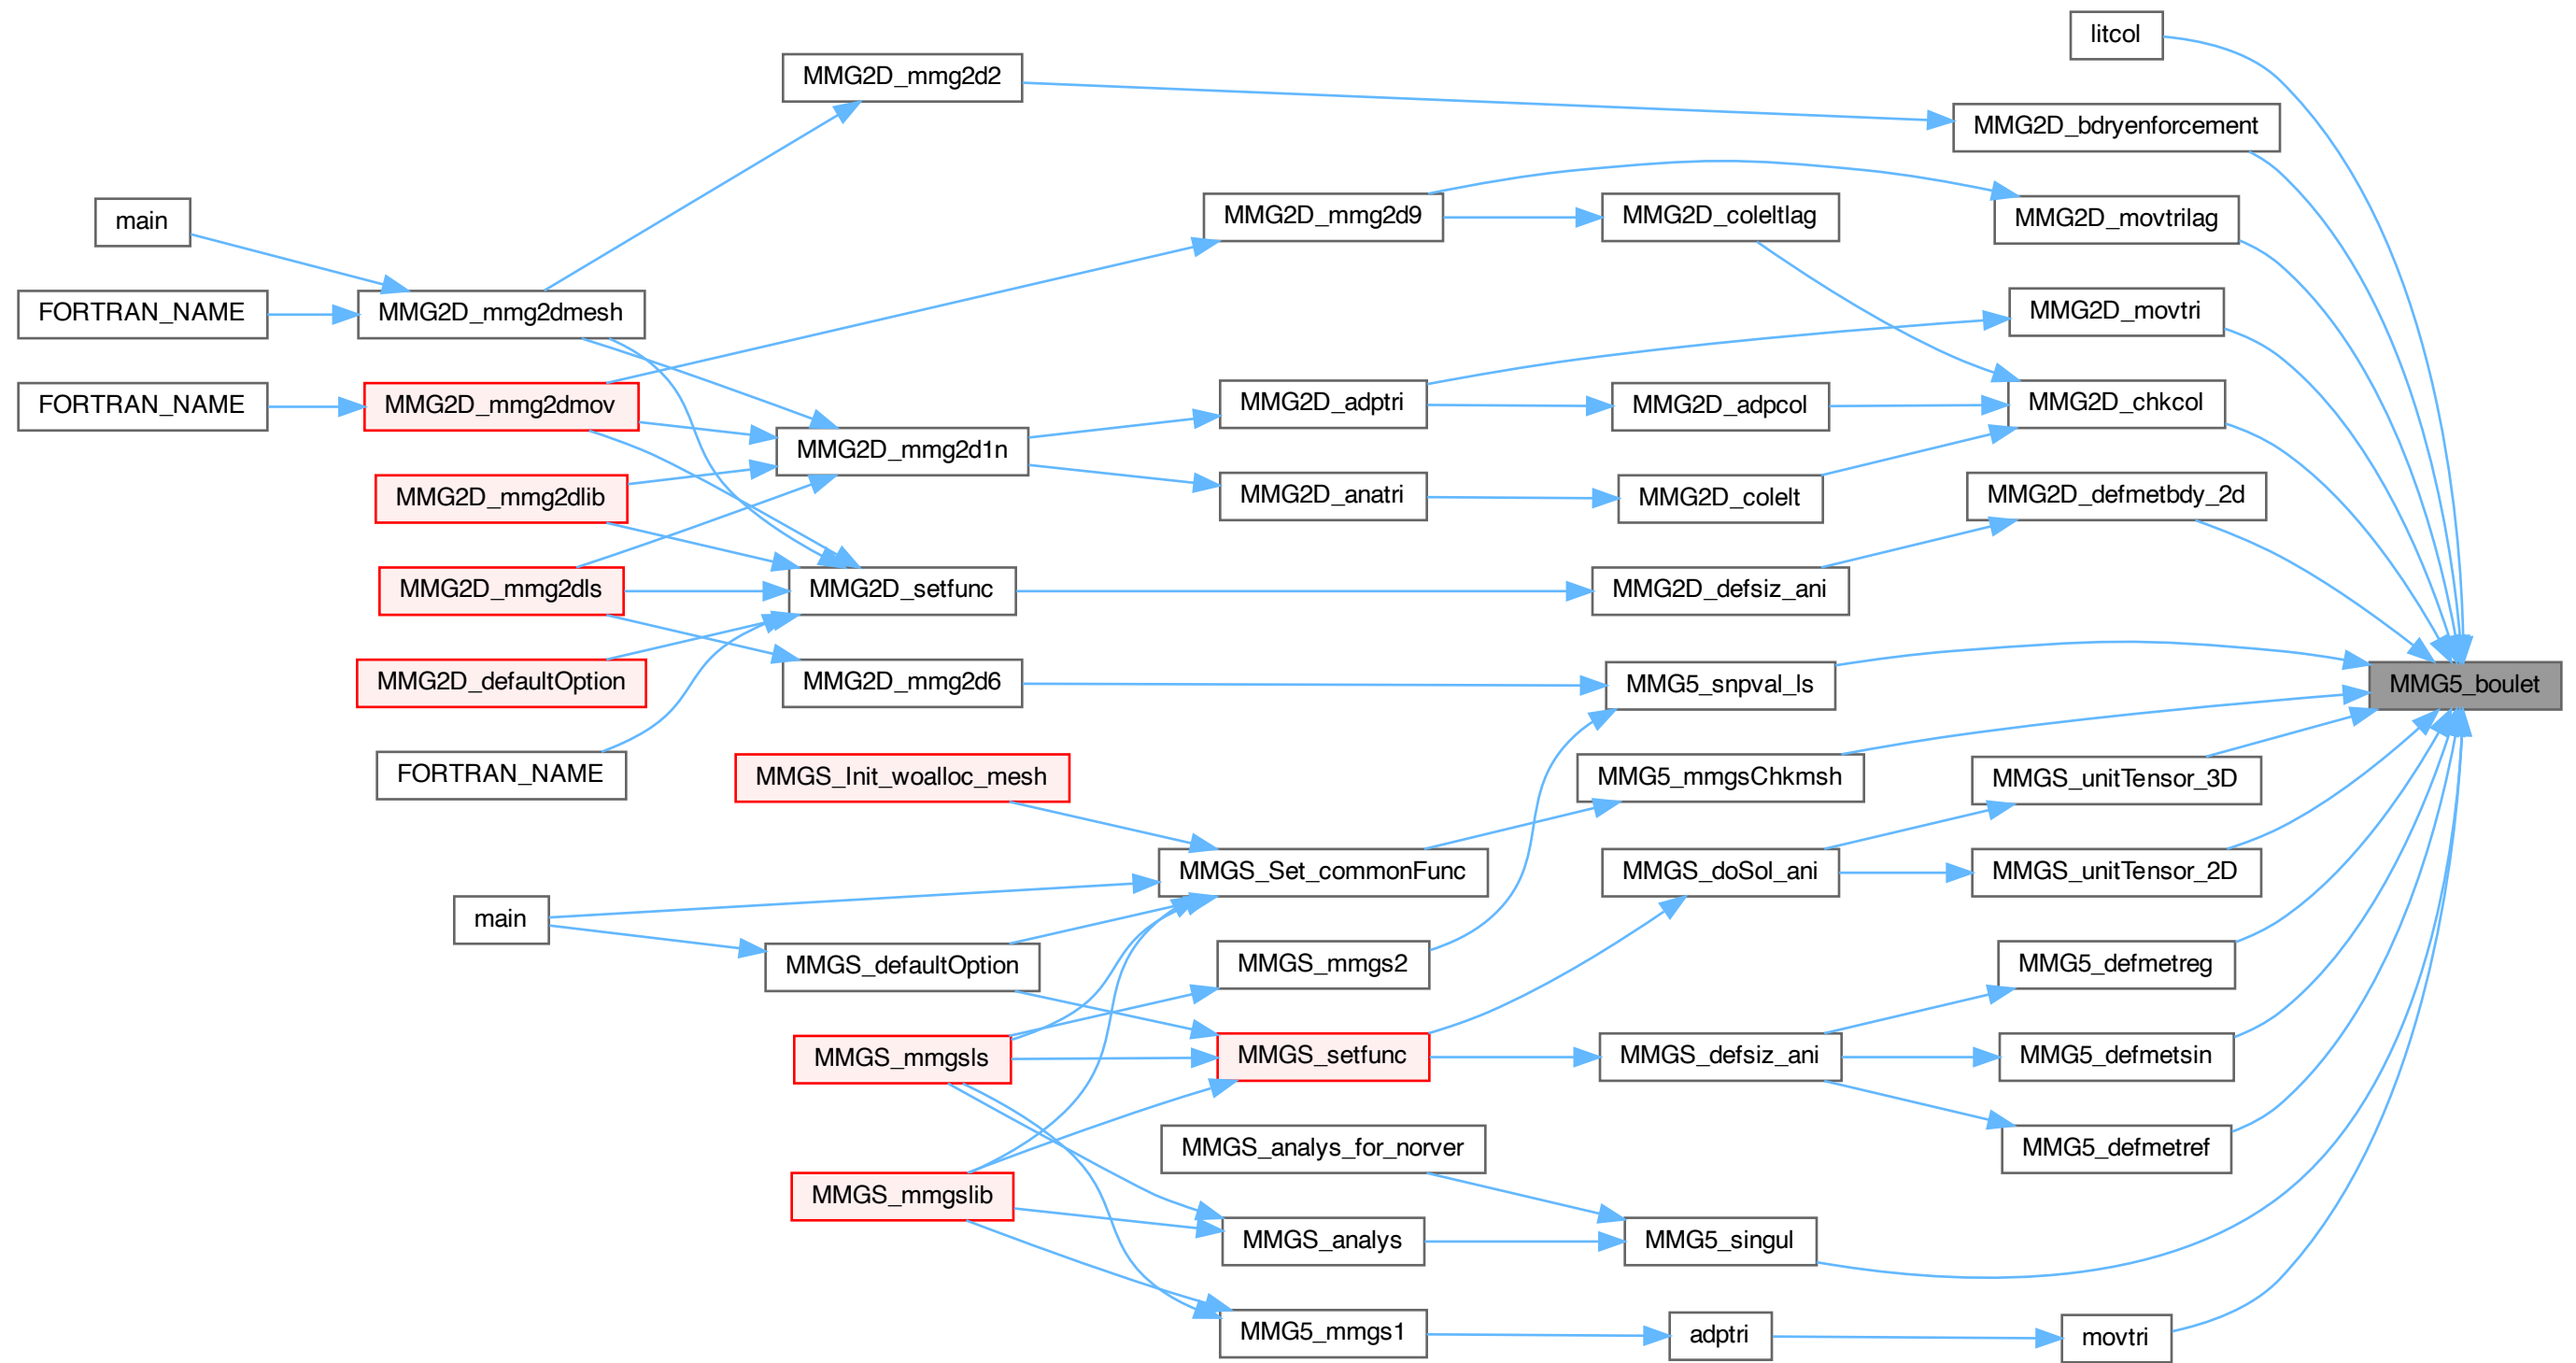 litcol
MMG2D_mmg2d2
MMG2D_bdryenforcement
main
MMG2D_mmg2d9
MMG2D_coleltlag
MMG2D_movtrilag
FORTRAN_NAME
MMG2D_mmg2dmesh
MMG2D_movtri
FORTRAN_NAME
MMG2D_mmg2dmov
MMG2D_adptri
MMG2D_adpcol
MMG2D_chkcol
MMG2D_mmg2d1n
MMG2D_mmg2dlib
MMG2D_anatri
MMG2D_colelt
MMG2D_defmetbdy_2d
MMG2D_mmg2dls
MMG2D_setfunc
MMG2D_defsiz_ani
MMG2D_defaultOption
MMG2D_mmg2d6
MMG5_snpval_ls
MMG5_boulet
FORTRAN_NAME
MMGS_Init_woalloc_mesh
MMG5_mmgsChkmsh
MMGS_unitTensor_3D
MMGS_Set_commonFunc
MMGS_doSol_ani
MMGS_unitTensor_2D
main
MMGS_defaultOption
MMGS_mmgs2
MMG5_defmetreg
MMGS_mmgsls
MMGS_setfunc
MMGS_defsiz_ani
MMG5_defmetsin
MMGS_analys_for_norver
MMG5_defmetref
MMGS_mmgslib
MMGS_analys
MMG5_singul
MMG5_mmgs1
adptri
movtri